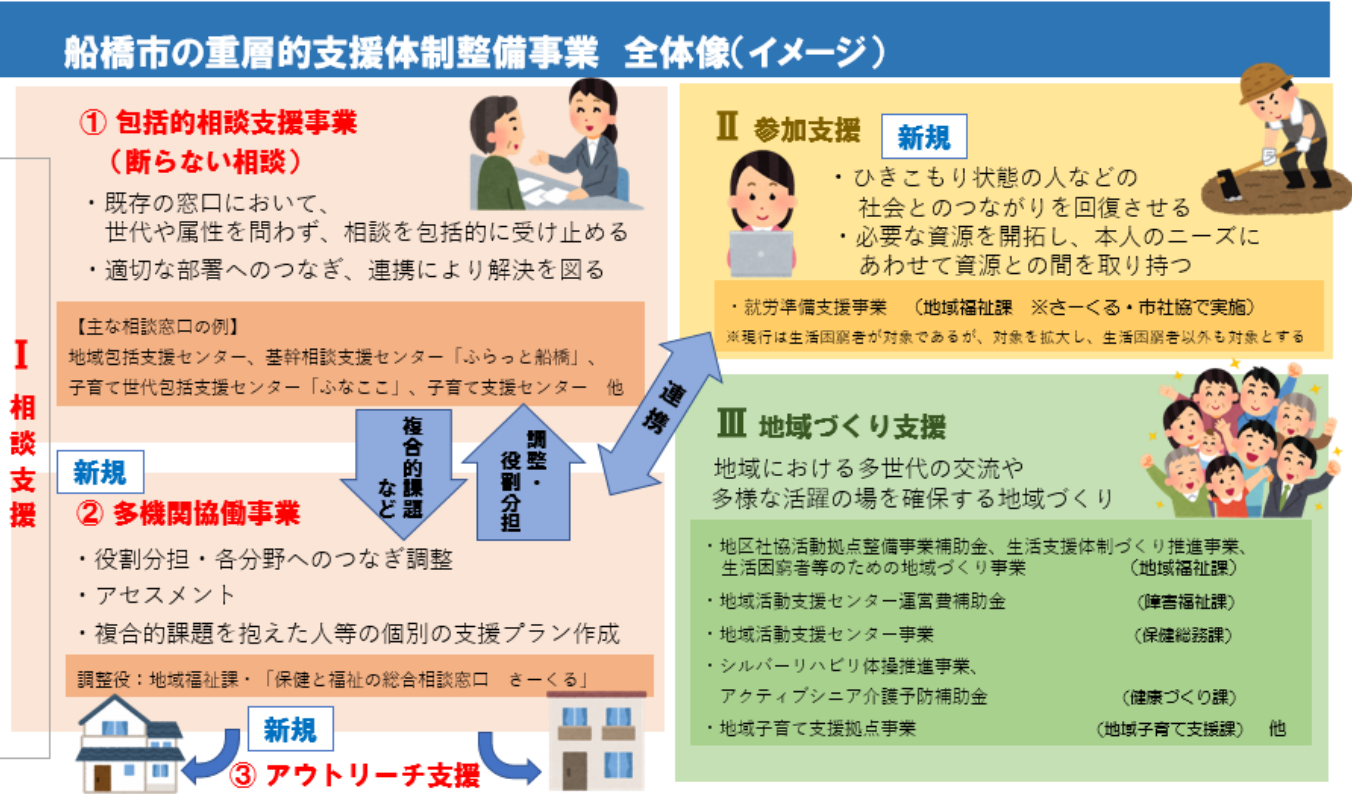 船橋市の重層的支援体制整備事業　全体像（イメージ）
Ⅰ 相談支援
① 包括的相談支援事業
（断らない相談）
・既存の窓口において、
世代や属性を問わず、相談を包括的に受け止める
・適切な部署へのつなぎ、連携により解決を図る
【主な相談窓口の例】
地域包括支援センター、基幹相談支援センター「ふらっと船橋」、
子育て世代包括支援センター「ふなここ」、子育て支援センター　他
複合的課題
など
調整・
役割分担
連携
新規
② 多機関協働事業
・役割分担・各分野へのつなぎ調整
・アセスメント
・複合的課題を抱えた人等の個別の支援プラン作成
調整役：地域福祉課・「保健と福祉の総合相談窓口　さーくる」
新規
③ アウトリーチ支援
Ⅱ 参加支援
新規
・ひきこもり状態の人などの
社会とのつながりを回復させる
・必要な資源を開拓し、本人のニーズに
あわせて資源との間を取り持つ
・就労準備支援事業　（地域福祉課　※さーくる・市社協で実施）
※現行は生活困窮者が対象であるが、対象を拡大し、生活困窮者以外も対象とする
Ⅲ 地域づくり支援
地域における多世代の交流や
多様な活躍の場を確保する地域づくり
・地区社協活動拠点整備事業補助金、生活支援体制づくり推進事業、
生活困窮者等のための地域づくり事業　（地域福祉課）
・地域活動支援センター運営費補助金　（障害福祉課）
・地域活動支援センター事業　（保健総務課）
・シルバーリハビリ体操推進事業、
アクティブシニア介護予防補助金　（健康づくり課）
・地域子育て支援拠点事業　（地域子育て支援課）　他